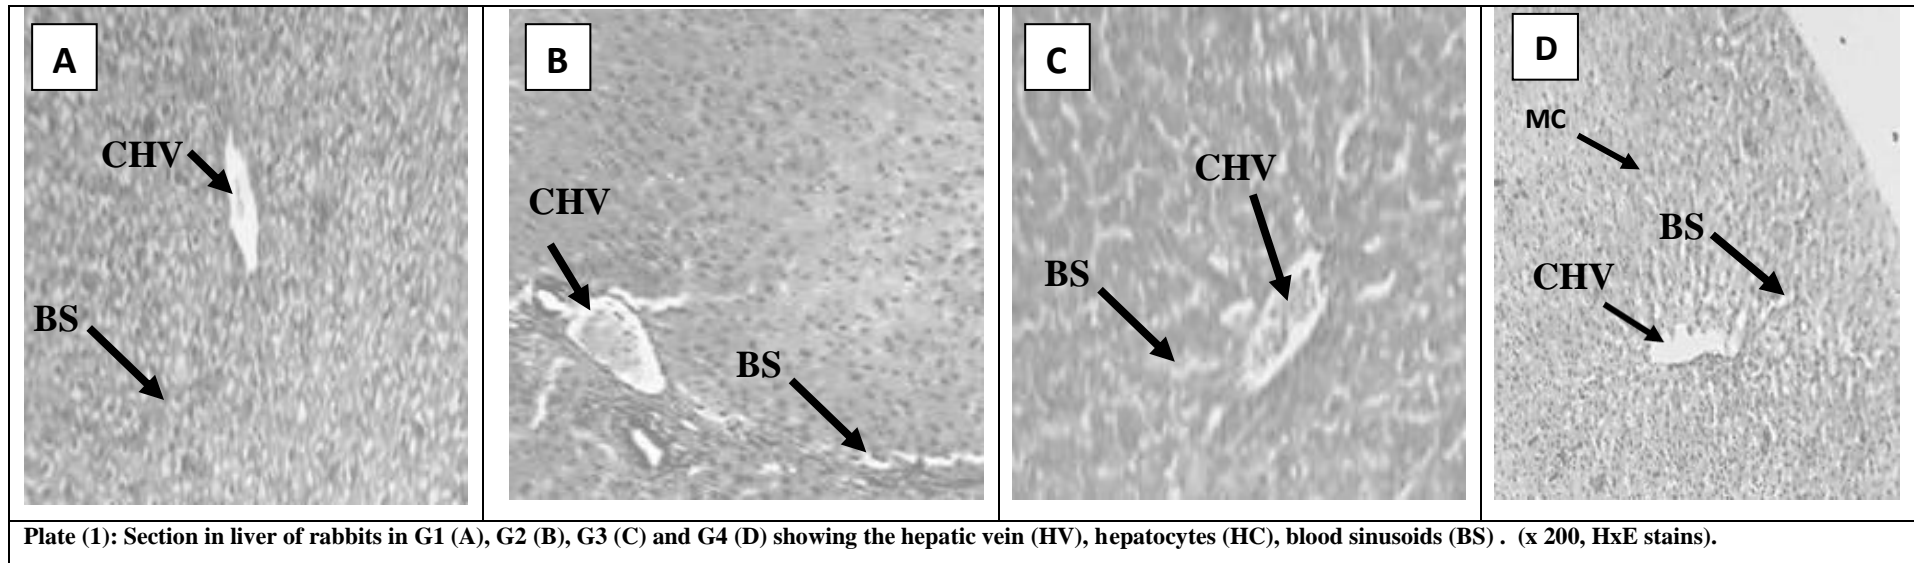 A
CHV
BS
B
CHV
BS
C
CHV
BS
D
MC
BS
CHV
Plate (1): Section in liver of rabbits in G1 (A), G2 (B), G3 (C) and G4 (D) showing the hepatic vein (HV), hepatocytes (HC), blood sinusoids (BS) .  (x 200, HxE stains).